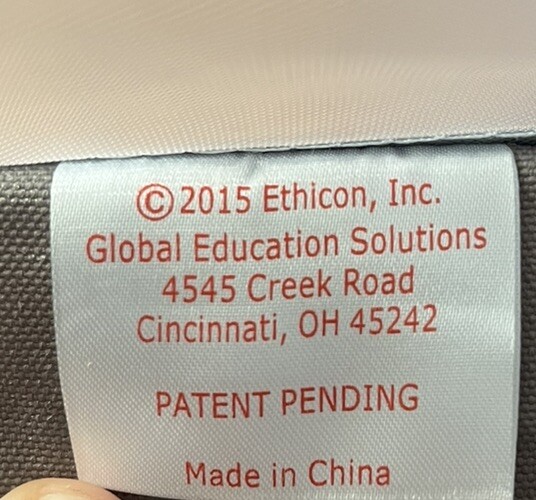 ©2015 Ethicon, Inc.
Global Education Solutions
4545 Creek Road
Cincinnati, OH 45242
PATENT PENDING
Made in China